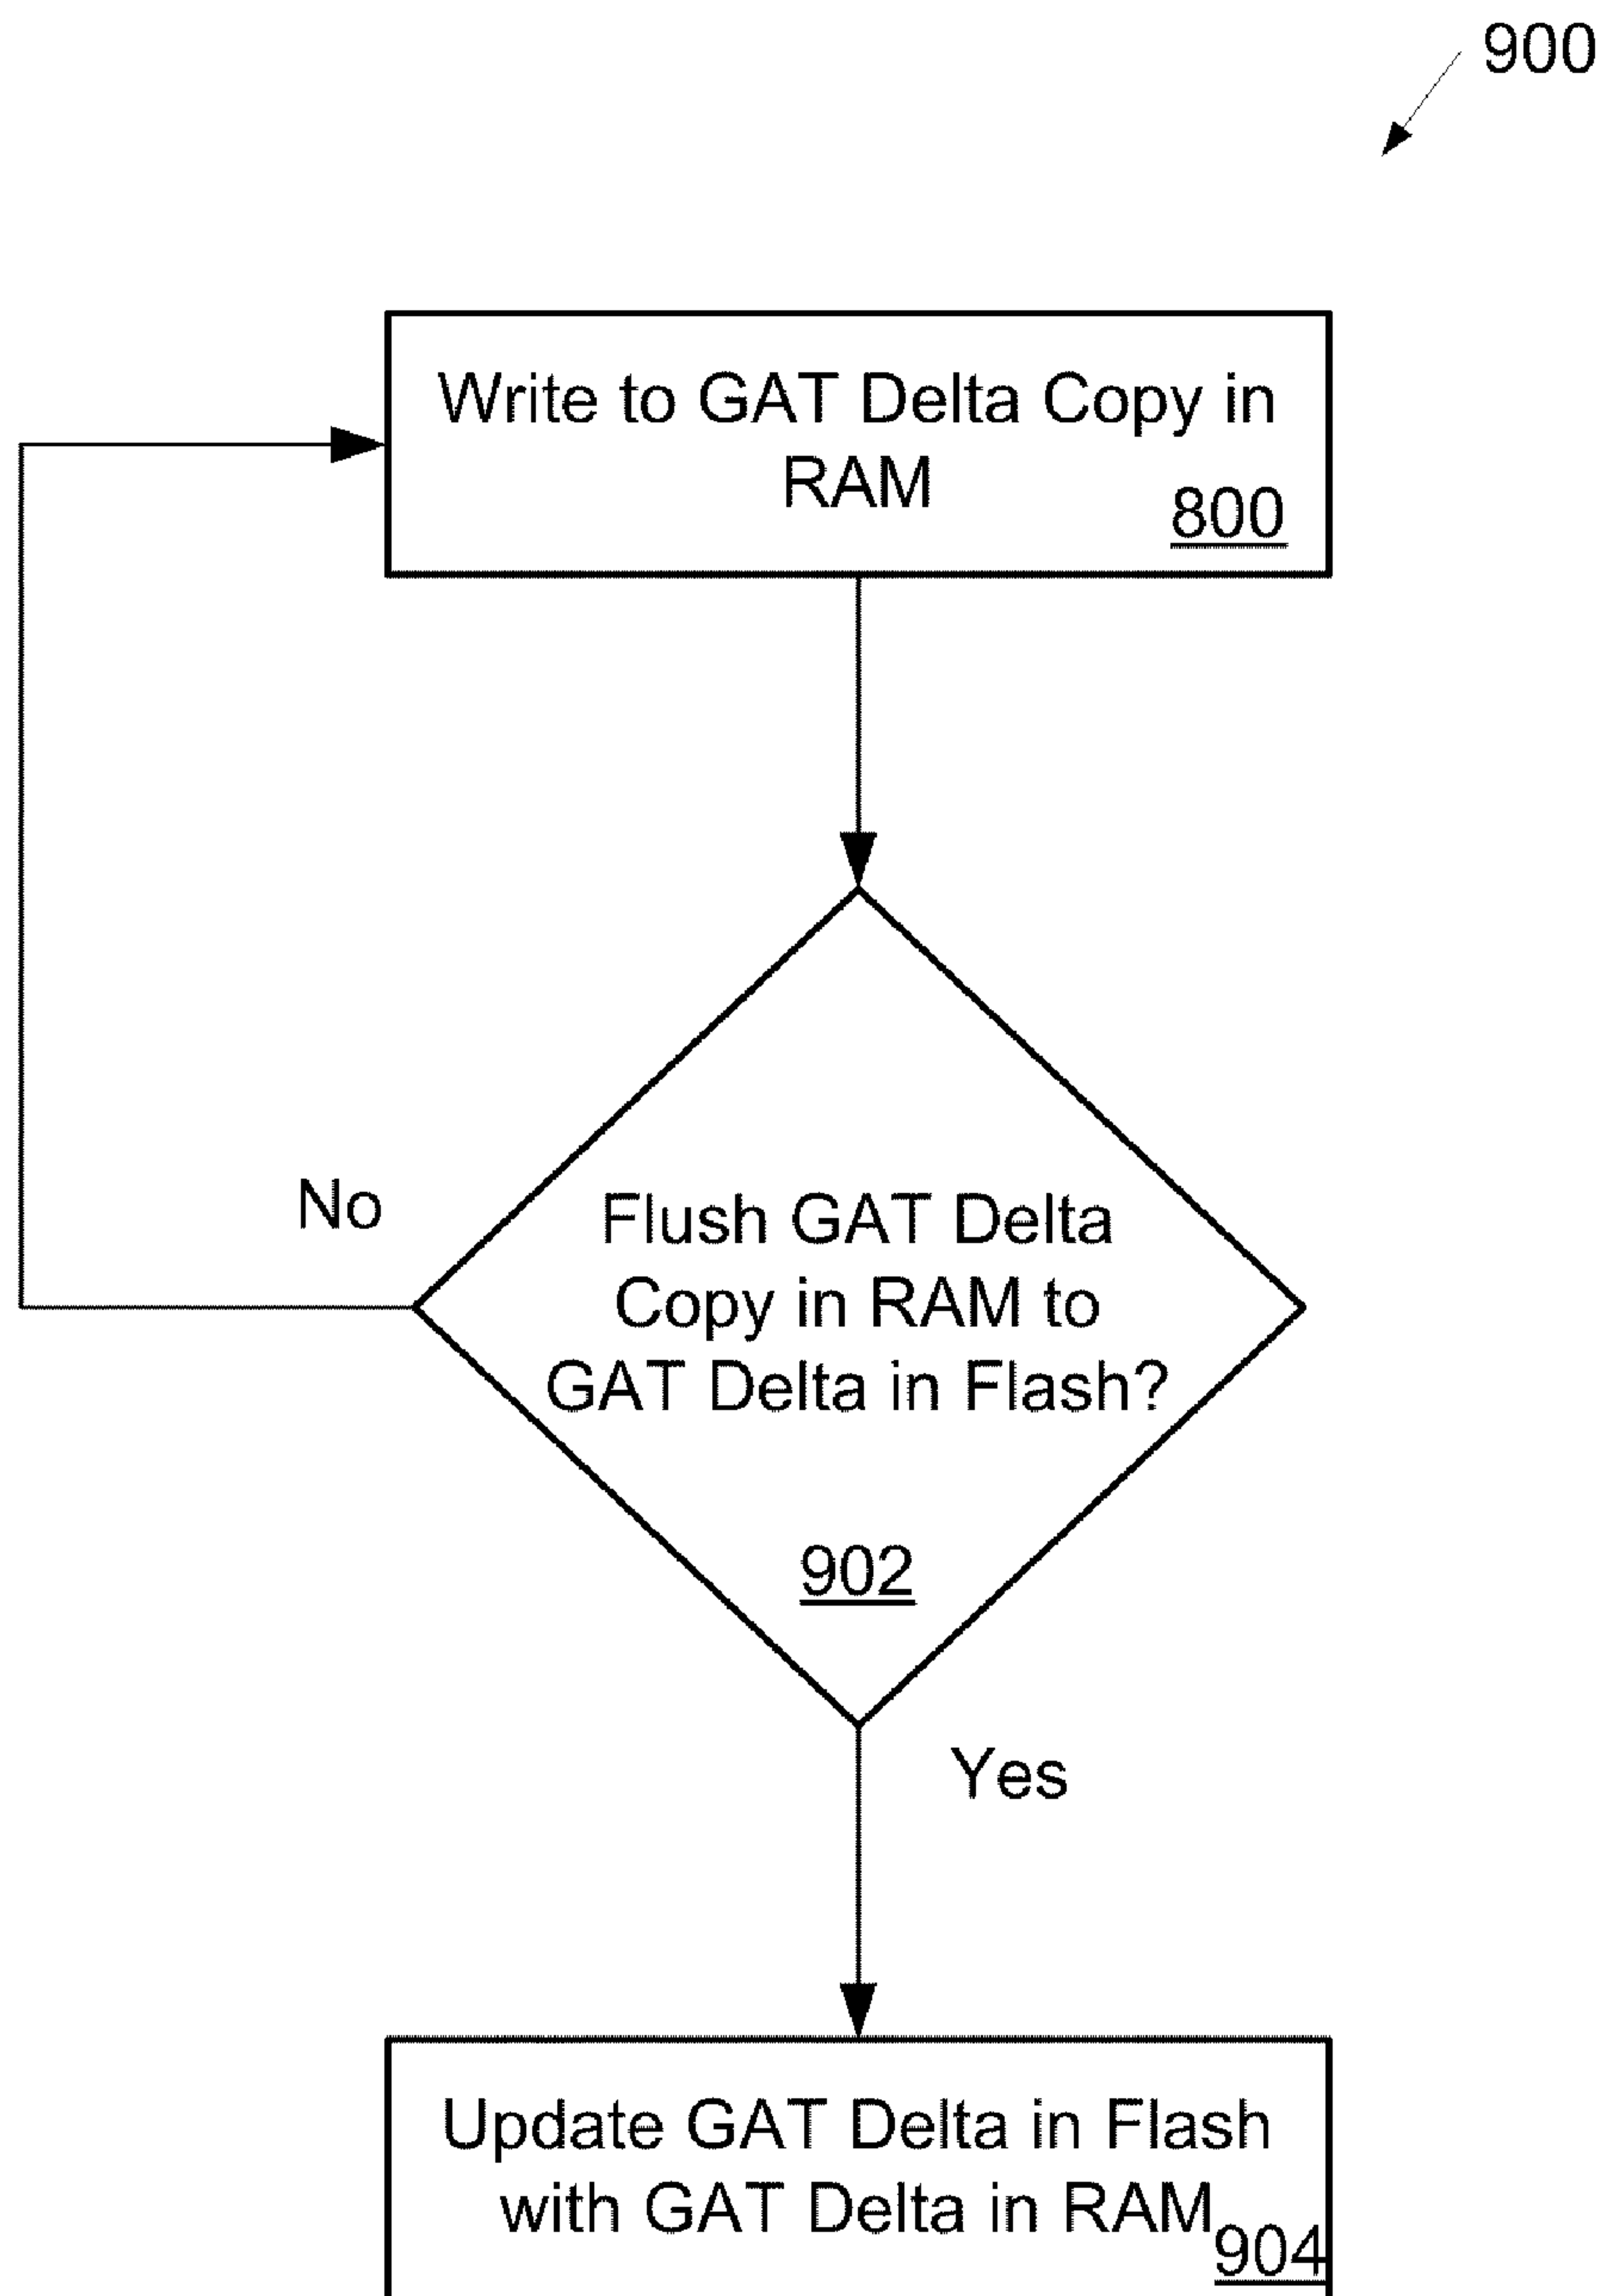 900
Write to GAT Delta Copy in
RAM
800
No
Flush GAT Delta
Copy in RAM to
GAT Delta in Flash?
902
Yes
Update GAT Delta in Flash
with GAT Delta in RAM
904